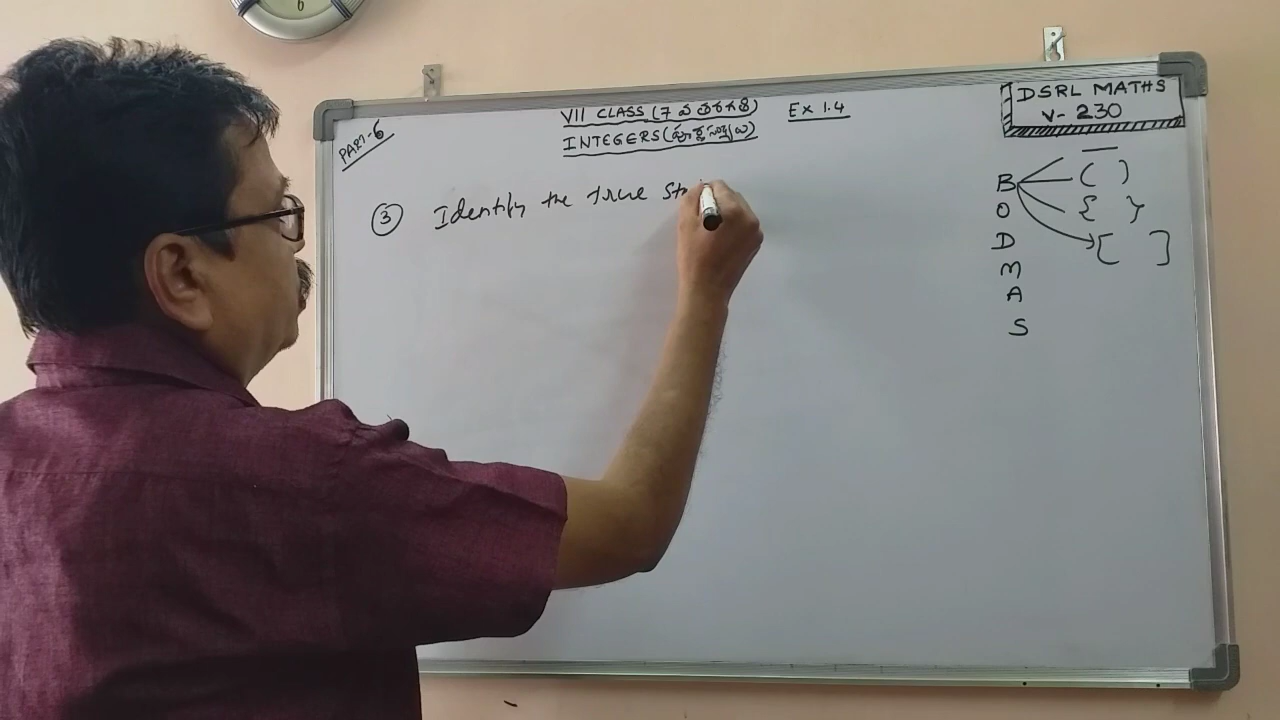 PART-6
VII CLASS (7 వ తరగతి) Ex 1.4
INTEGERS (పూర్ణసంఖ్యలు)
DSRL MATHS
V- 230
③ Identify the true St
B ( )
O { }
D [ ]
M
A
S
6